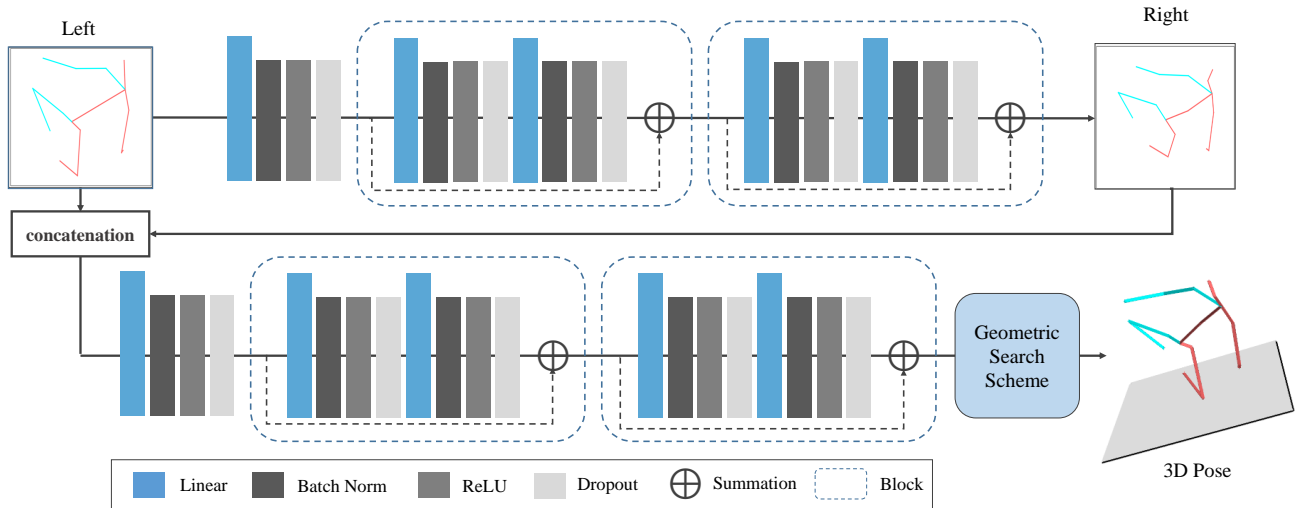 Left
Right
concatenation
Geometric
Search
Scheme
3D Pose
Linear
Batch Norm
ReLU
Dropout
Summation
Block